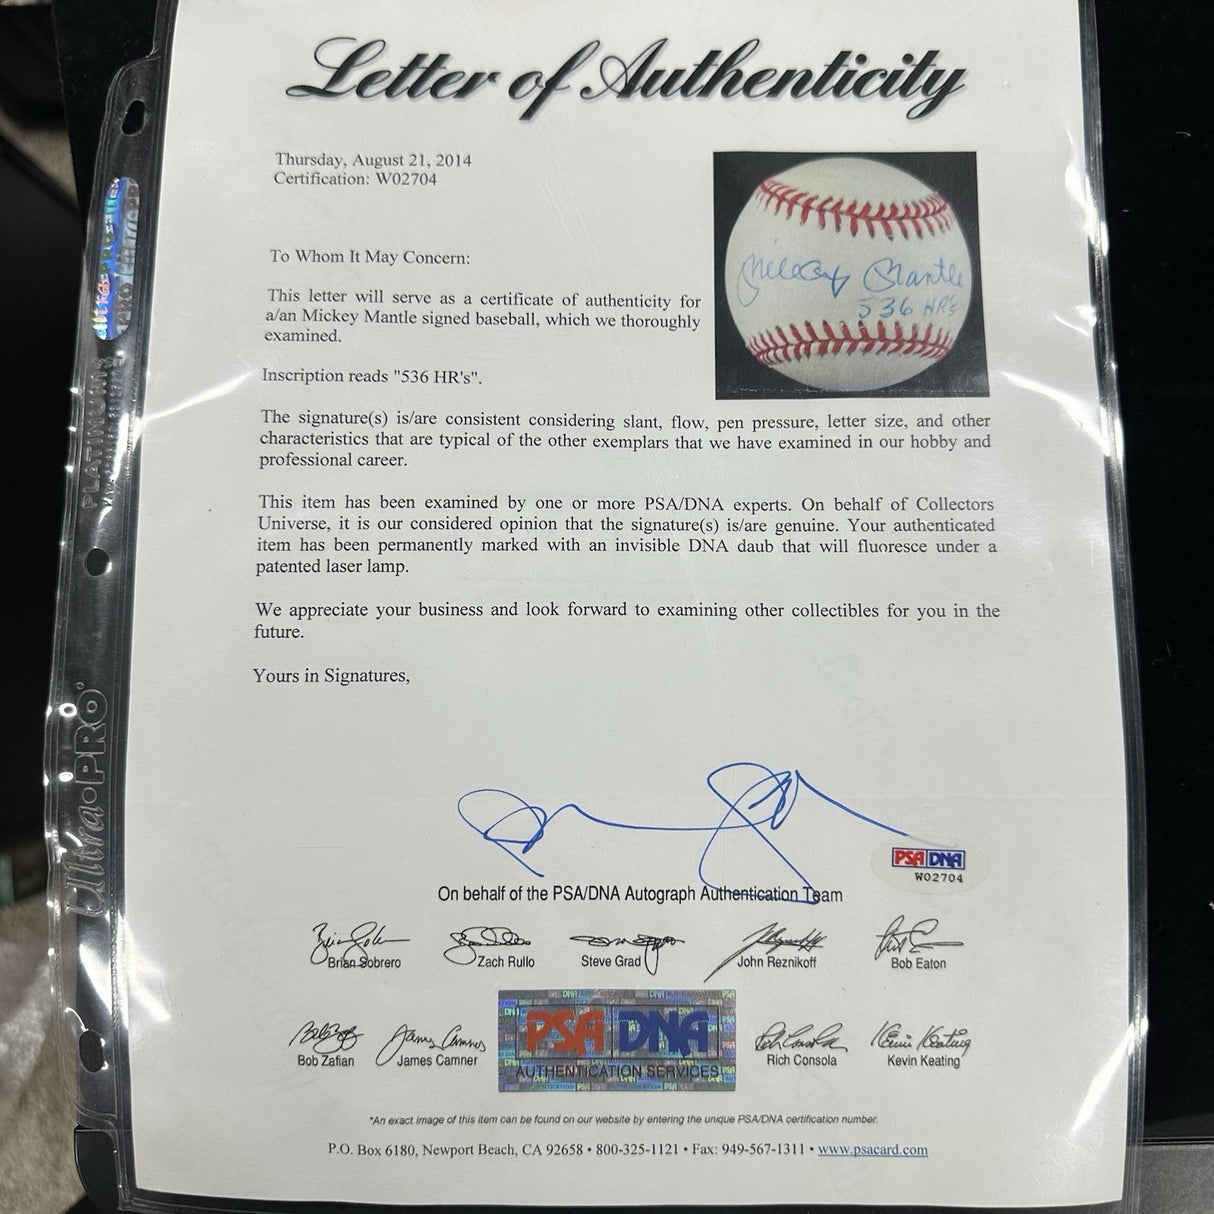 Letter of Authenticity
Thursday, August 21, 2014
Certification: W02704
Mickey Mantle
536 HR's
To Whom It May Concern:
This letter will serve as a certificate of authenticity for
a/an Mickey Mantle signed baseball, which we thoroughly
examined.
Inscription reads "536 HR's".
The signature(s) is/are consistent considering slant, flow, pen pressure, letter size, and other
characteristics that are typical of the other exemplars that we have examined in our hobby and
professional career.
This item has been examined by one or more PSA/DNA experts. On behalf of Collectors
Universe, it is our considered opinion that the signature(s) is/are genuine. Your authenticated
item has been permanently marked with an invisible DNA daub that will fluoresce under a
patented laser lamp.
We appreciate your business and look forward to examining other collectibles for you in the
future.
Yours in Signatures,
PSA DNA
W02704
On behalf of the PSA/DNA Autograph Authentication Team
Brian Sobrero
Zach Rullo
Steve Grad
John Reznikoff
Bob Eaton
PSA DNA
AUTHENTICATION SERVICES
Bob Zafian
James Camner
Rich Consola
Kevin Keating
*An exact image of this item can be found on our website by entering the unique PSA/DNA certification number.
P.O. Box 6180, Newport Beach, CA 92658 • 800-325-1121 • Fax: 949-567-1311 • www.psacard.com
PLATINUM
Ultra•PRO